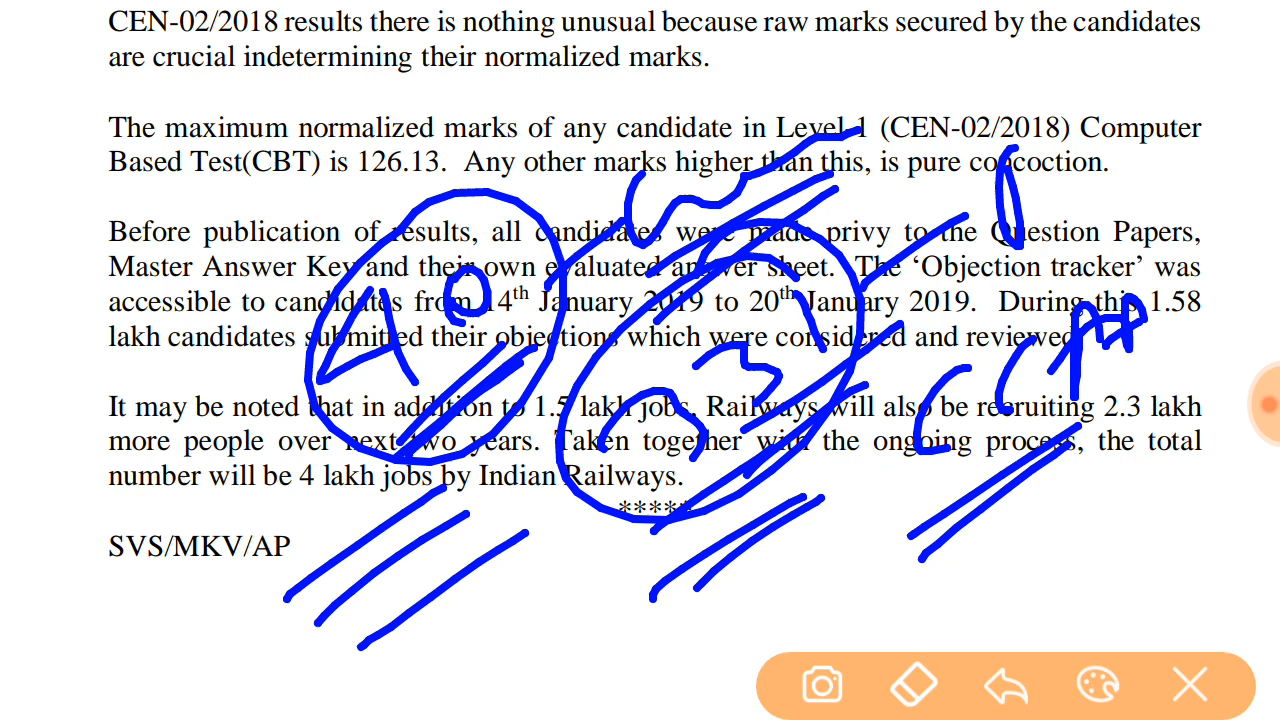 CEN-02/2018 results there is nothing unusual because raw marks secured by the candidates
are crucial indetermining their normalized marks.
The maximum normalized marks of any candidate in Level-1 (CEN-02/2018) Computer
Based Test(CBT) is 126.13. Any other marks higher than this, is pure concoction.
Before publication of results, all candidates were made privy to the Question Papers,
Master Answer Key and their own evaluated answer sheet. The ‘Objection tracker’ was
accessible to candidates from 14th January 2019 to 20th January 2019. During this 1.58
lakh candidates submitted their objections which were considered and reviewed.
It may be noted that in addition to 1.5 lakh jobs, Railways will also be recruiting 2.3 lakh
more people over next two years. Taken together with the ongoing process, the total
number will be 4 lakh jobs by Indian Railways.
*****
SVS/MKV/AP